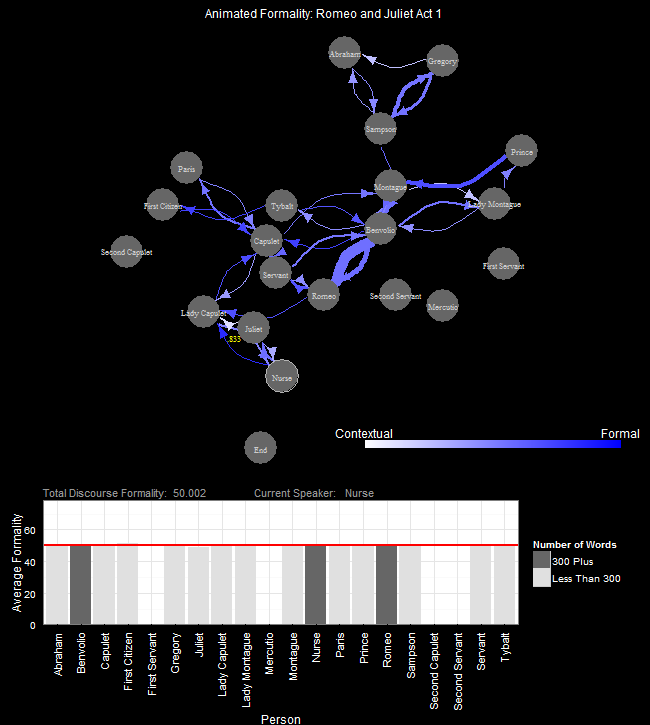 Animated Formality: Romeo and Juliet Act 1
Abraham
Gregory
Sampson
Prince
Paris
Montague
First Citizen
Tybalt
Lady Montague
Benvolio
Capulet
Second Capulet
First Servant
Servant
Romeo
Second Servant
Mercutio
Lady Capulet
Juliet
.833
Nurse
Contextual
Formal
End
Total Discourse Formality: 50.002
Current Speaker: Nurse
Average Formality
60
40
20
0
Number of Words
300 Plus
Less Than 300
Abraham
Benvolio
Capulet
First Citizen
First Servant
Gregory
Juliet
Lady Capulet
Lady Montague
Mercutio
Montague
Nurse
Paris
Prince
Romeo
Sampson
Second Capulet
Second Servant
Servant
Tybalt
Person